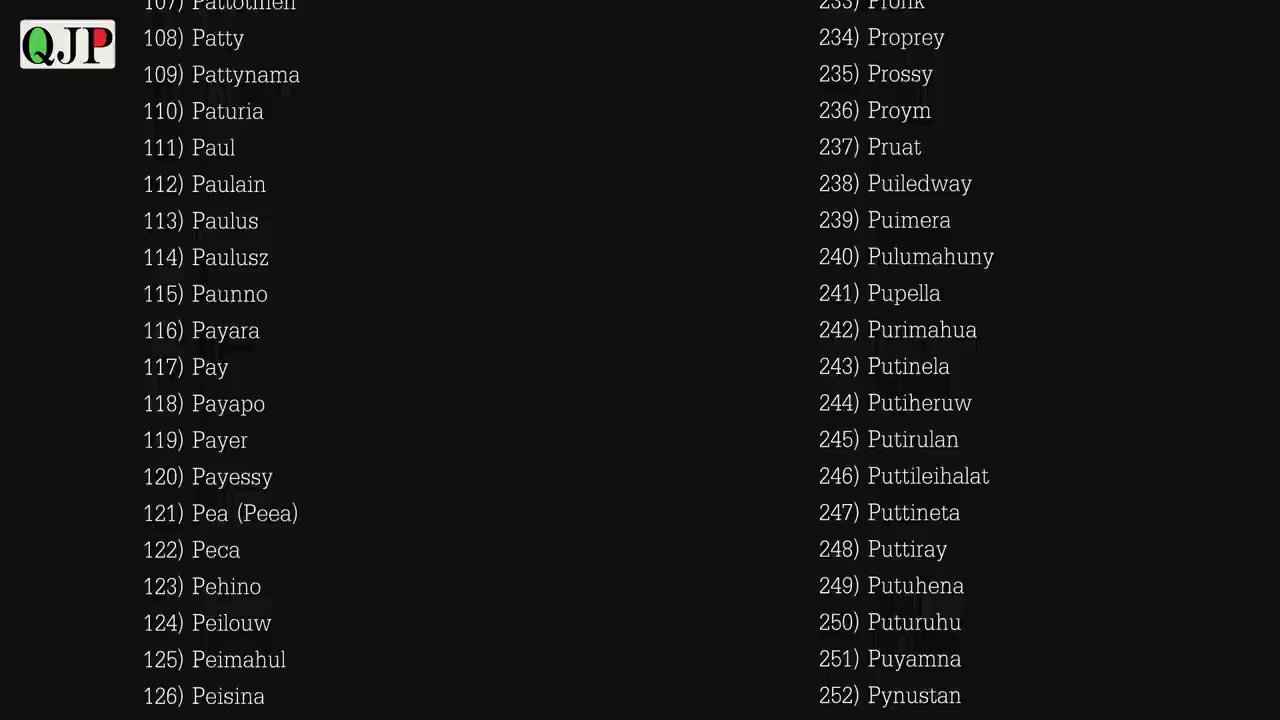 QJP
107) Pattotinen
108) Patty
109) Pattynama
110) Paturia
111) Paul
112) Paulain
113) Paulus
114) Paulusz
115) Paunno
116) Payara
117) Pay
118) Payapo
119) Payer
120) Payessy
121) Pea (Peea)
122) Peca
123) Pehino
124) Peilouw
125) Peimahul
126) Peisina
233) Pronk
234) Proprey
235) Prossy
236) Proym
237) Pruat
238) Puiledway
239) Puimera
240) Pulumahuny
241) Pupella
242) Purimahua
243) Putinela
244) Putiheruw
245) Putirulan
246) Puttileihalat
247) Puttineta
248) Puttiray
249) Putuhena
250) Puturuhu
251) Puyamna
252) Pynustan